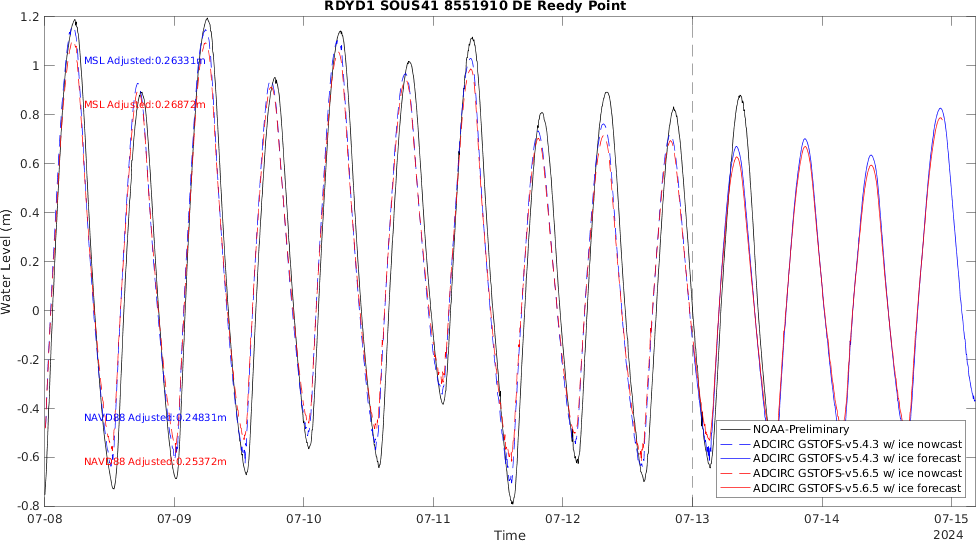 RDYD1 SOUS41 8551910 DE Reedy Point
1.2
1
0.8
0.6
0.4
0.2
0
-0.2
-0.4
-0.6
-0.8
Water Level (m)
MSL Adjusted:0.26331m
MSL Adjusted:0.26872m
NAVD88 Adjusted:0.24831m
NAVD88 Adjusted:0.25372m
NOAA-Preliminary
ADCIRC GSTOFS-v5.4.3 w/ ice nowcast
ADCIRC GSTOFS-v5.4.3 w/ ice forecast
ADCIRC GSTOFS-v5.6.5 w/ ice nowcast
ADCIRC GSTOFS-v5.6.5 w/ ice forecast
07-08 07-09 07-10 07-11 07-12 07-13 07-14 07-15
Time
2024